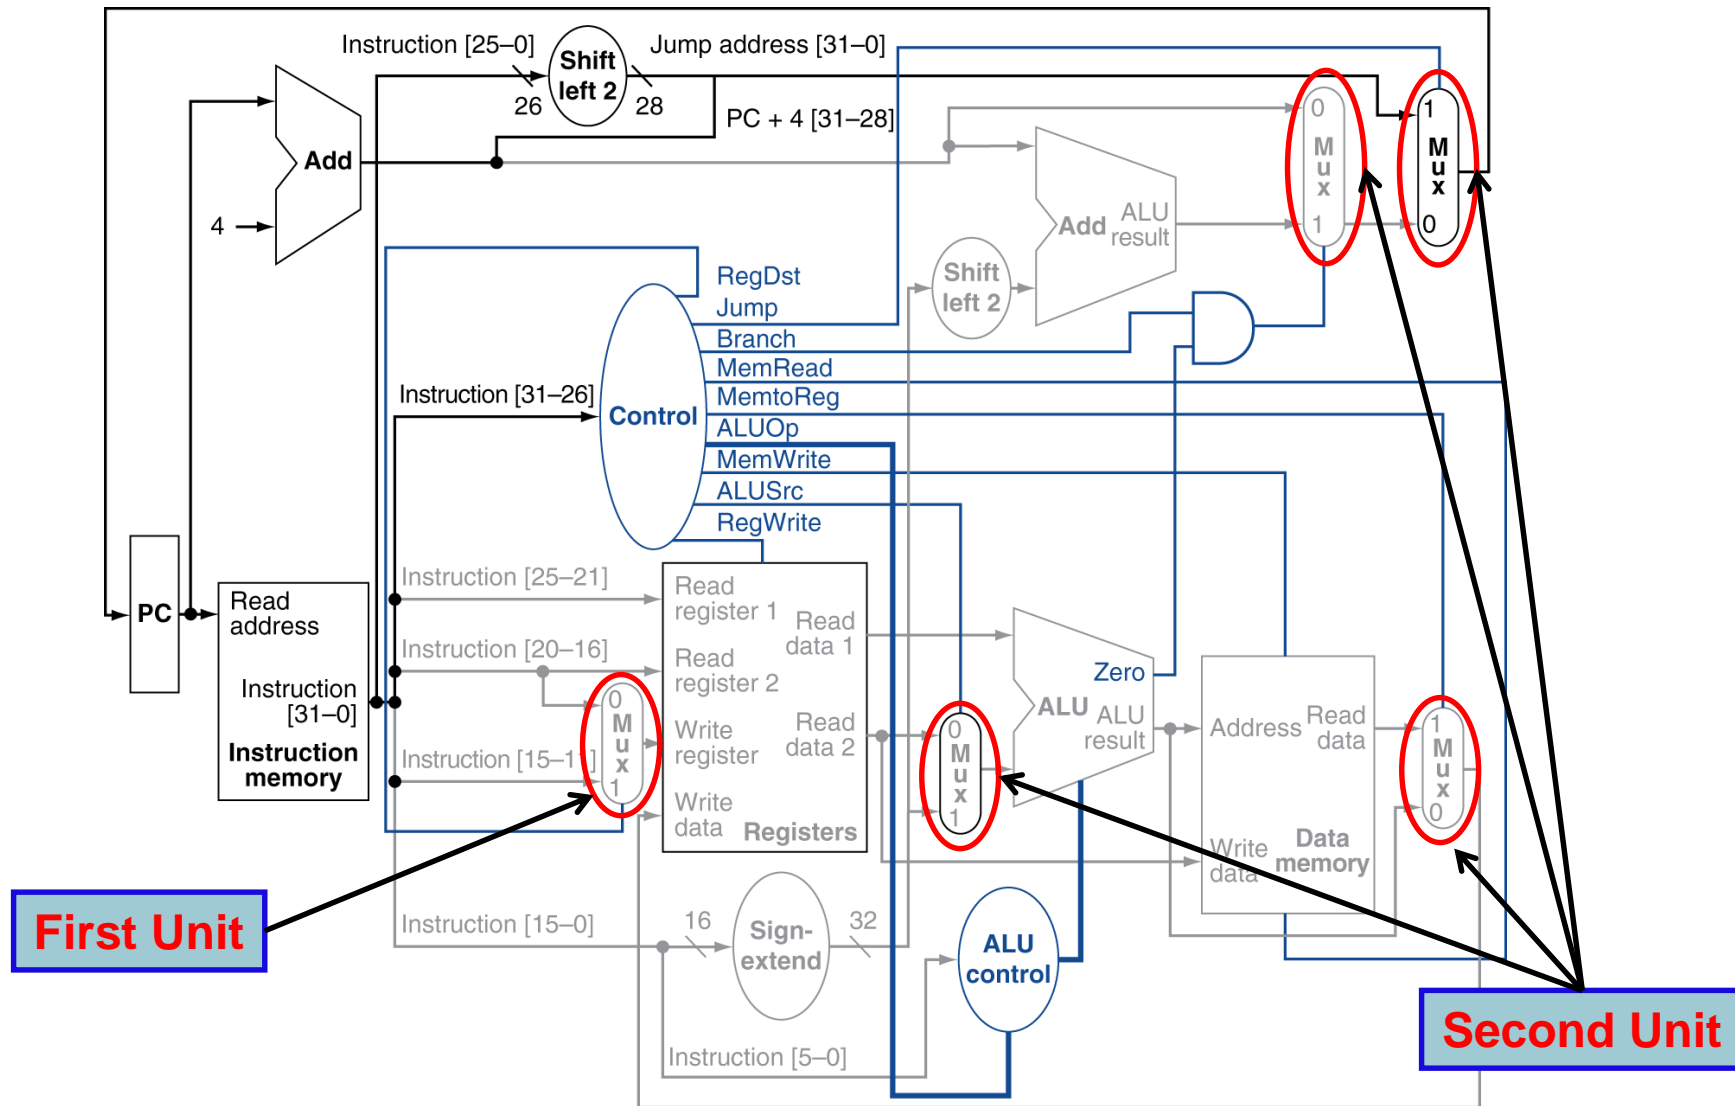 Instruction [25–0]
Shift
left 2
Jump address [31–0]
26
28
PC + 4 [31–28]
Add
4
0
M
u
x
1
1
M
u
x
0
Add
ALU
result
Shift
left 2
RegDst
Jump
Branch
MemRead
MemtoReg
ALUOp
MemWrite
ALUSrc
RegWrite
Instruction [31–26]
Control
PC
Read
address
Instruction
[31–0]
Instruction
memory
Instruction [25–21]
Instruction [20–16]
Instruction [15–11
0
M
u
x
1
Read
register 1
Read
register 2
Write
register
Write
data
Read
data 1
Read
data 2
Registers
0
M
u
x
1
Zero
ALU
ALU
result
Address
Read
data
Write
data
Data
memory
1
M
u
x
0
First Unit
Instruction [15–0]
16
Sign-
extend
32
ALU
control
Instruction [5–0]
Second Unit